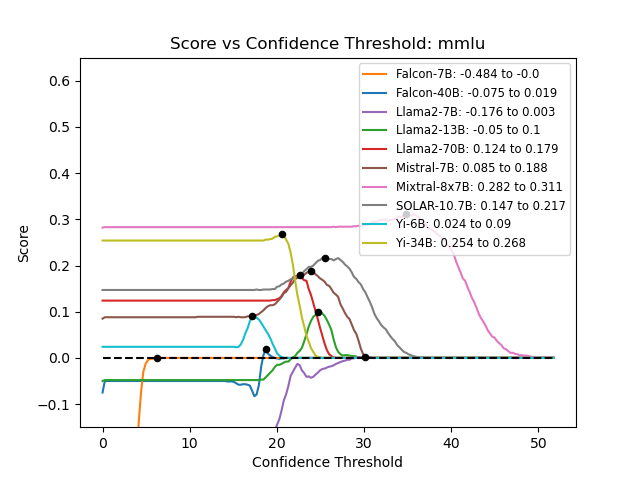 Score vs Confidence Threshold: mmlu
Falcon-7B: -0.484 to -0.0
Falcon-40B: -0.075 to 0.019
Llama2-7B: -0.176 to 0.003
Llama2-13B: -0.05 to 0.1
Llama2-70B: 0.124 to 0.179
Mistral-7B: 0.085 to 0.188
Mixtral-8x7B: 0.282 to 0.311
SOLAR-10.7B: 0.147 to 0.217
Yi-6B: 0.024 to 0.09
Yi-34B: 0.254 to 0.268
Score
0.6
0.5
0.4
0.3
0.2
0.1
0.0
−0.1
0 10 20 30 40 50
Confidence Threshold